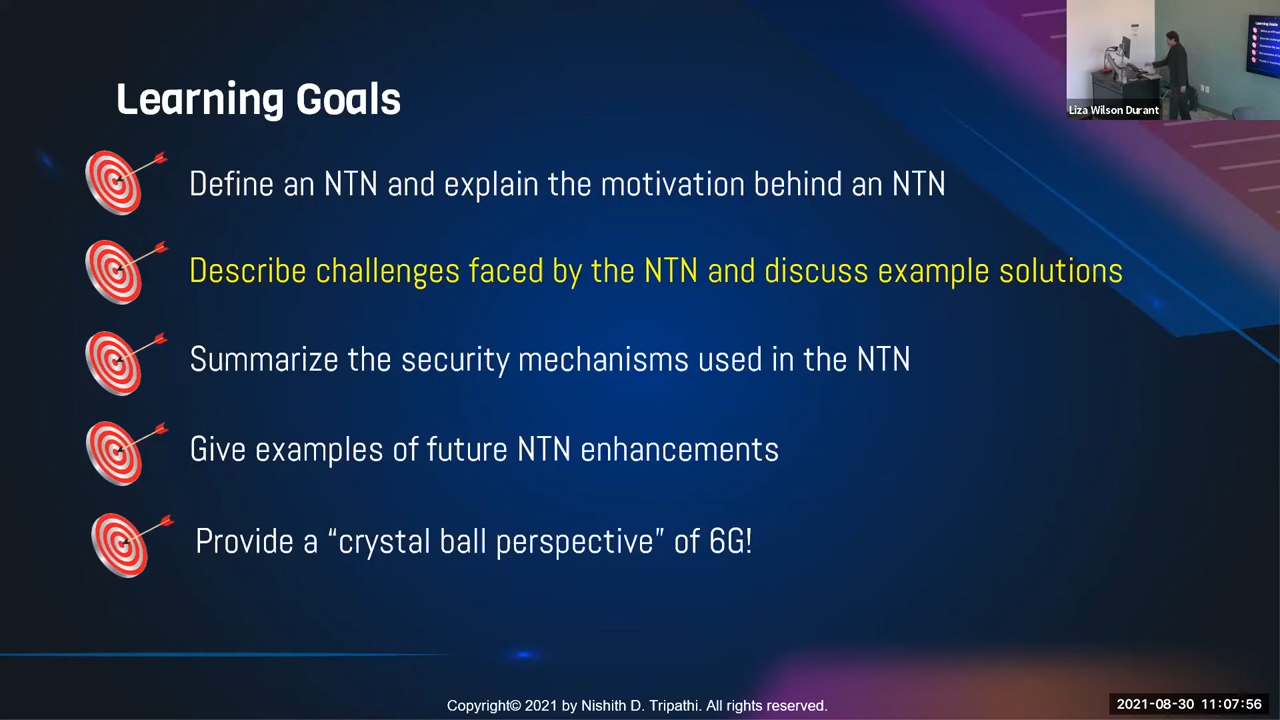 Learning Goals
Liza Wilson Durant
Define an NTN and explain the motivation behind an NTN
Describe challenges faced by the NTN and discuss example solutions
Summarize the security mechanisms used in the NTN
Give examples of future NTN enhancements
Provide a “crystal ball perspective” of 6G!
Copyright© 2021 by Nishith D. Tripathi. All rights reserved.
2021-08-30 11:07:56